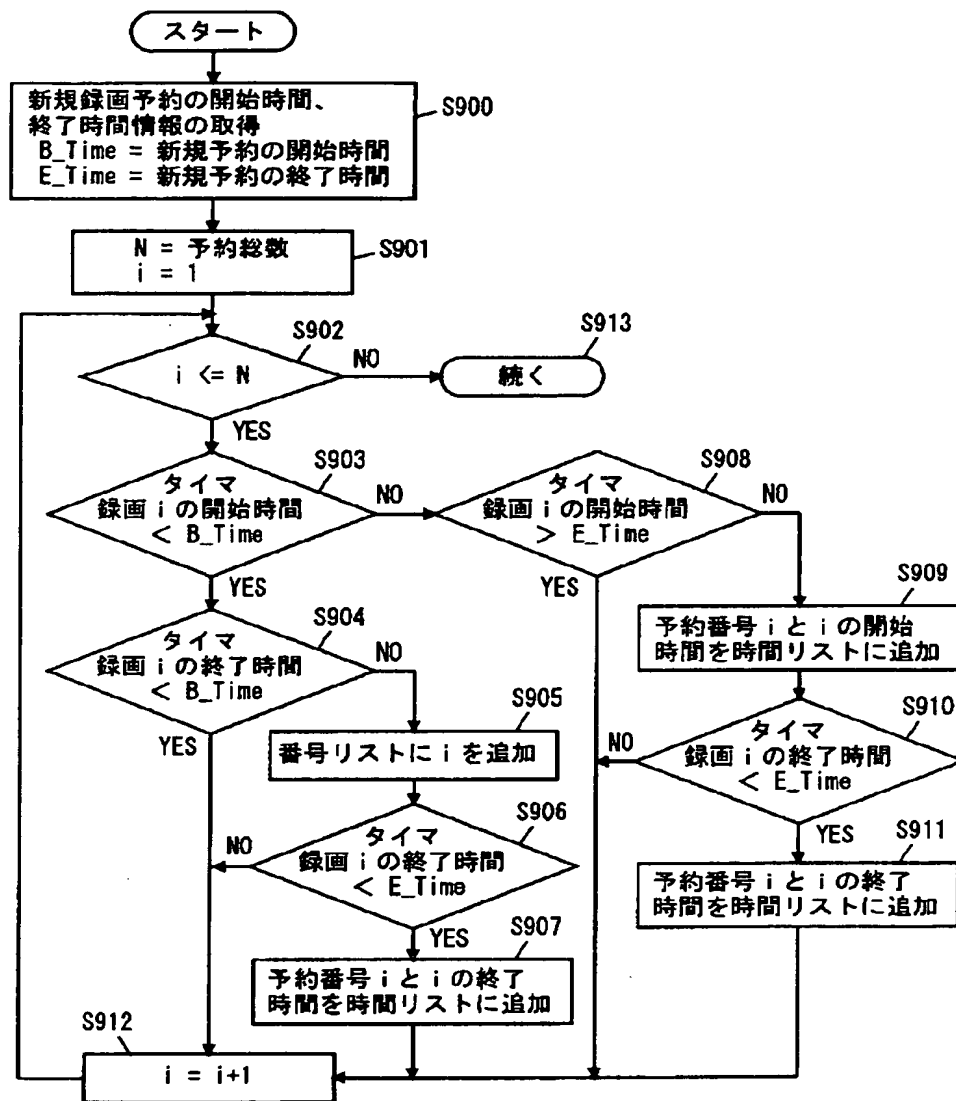 スタート
新規録画予約の開始時間、
終了時間情報の取得
B_Time = 新規予約の開始時間
E_Time = 新規予約の終了時間
S900
N = 予約総数
i = 1
S901
S902
i <= N
NO
YES
S913
続く
S903
タイマ
録画 i の開始時間
< B_Time
NO
YES
S908
タイマ
録画 i の開始時間
> E_Time
NO
YES
S904
タイマ
録画 i の終了時間
< B_Time
NO
YES
S909
予約番号 i と i の開始
時間を時間リストに追加
S905
番号リストに i を追加
S910
タイマ
録画 i の終了時間
< E_Time
NO
YES
S906
タイマ
録画 i の終了時間
< E_Time
NO
YES
S911
予約番号 i と i の終了
時間を時間リストに追加
S907
予約番号 i と i の終了
時間を時間リストに追加
S912
i = i+1